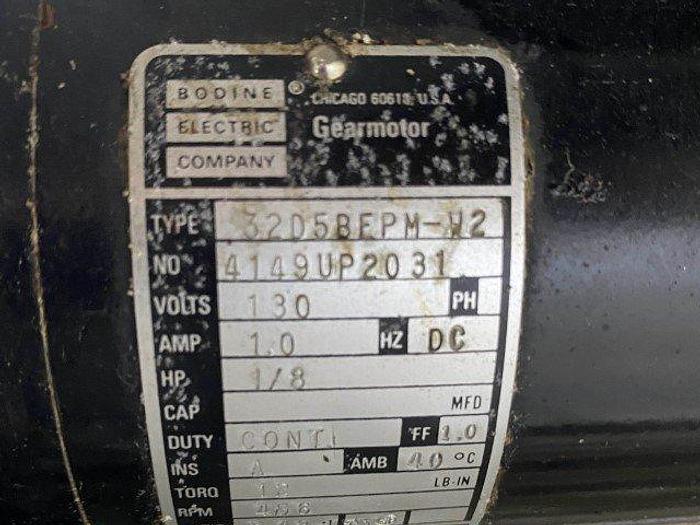 BODINE ® CHICAGO 60618, U.S.A.
ELECTRIC Gearmotor
COMPANY
TYPE 32D5BEPM-W2
NO 4149UP2031
VOLTS 130 PH
AMP 1.0 HZ DC
HP 1/8
CAP MFD
DUTY CONT. FF 1.0
INS A AMB 40 °C
TORQ LB-IN
RPM